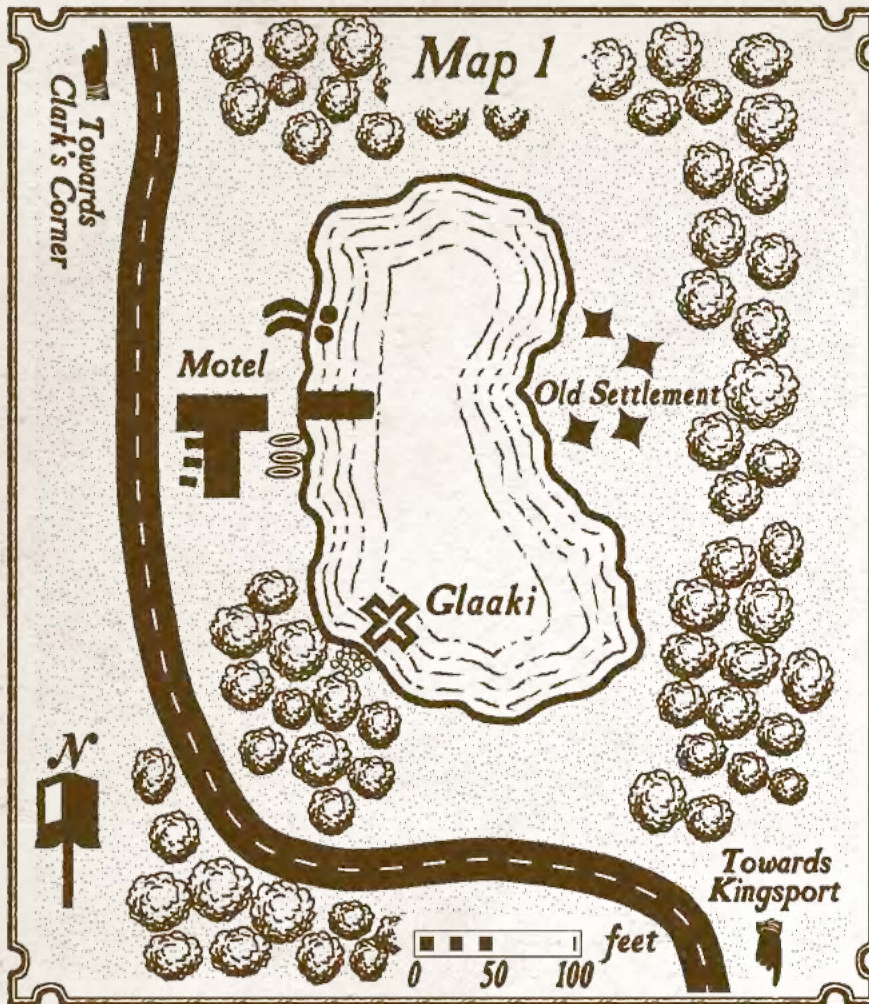 Map 1
Towards
Clark's Corner
Motel
Old Settlement
Glaaki
N
Towards
Kingsport
feet
0 50 100